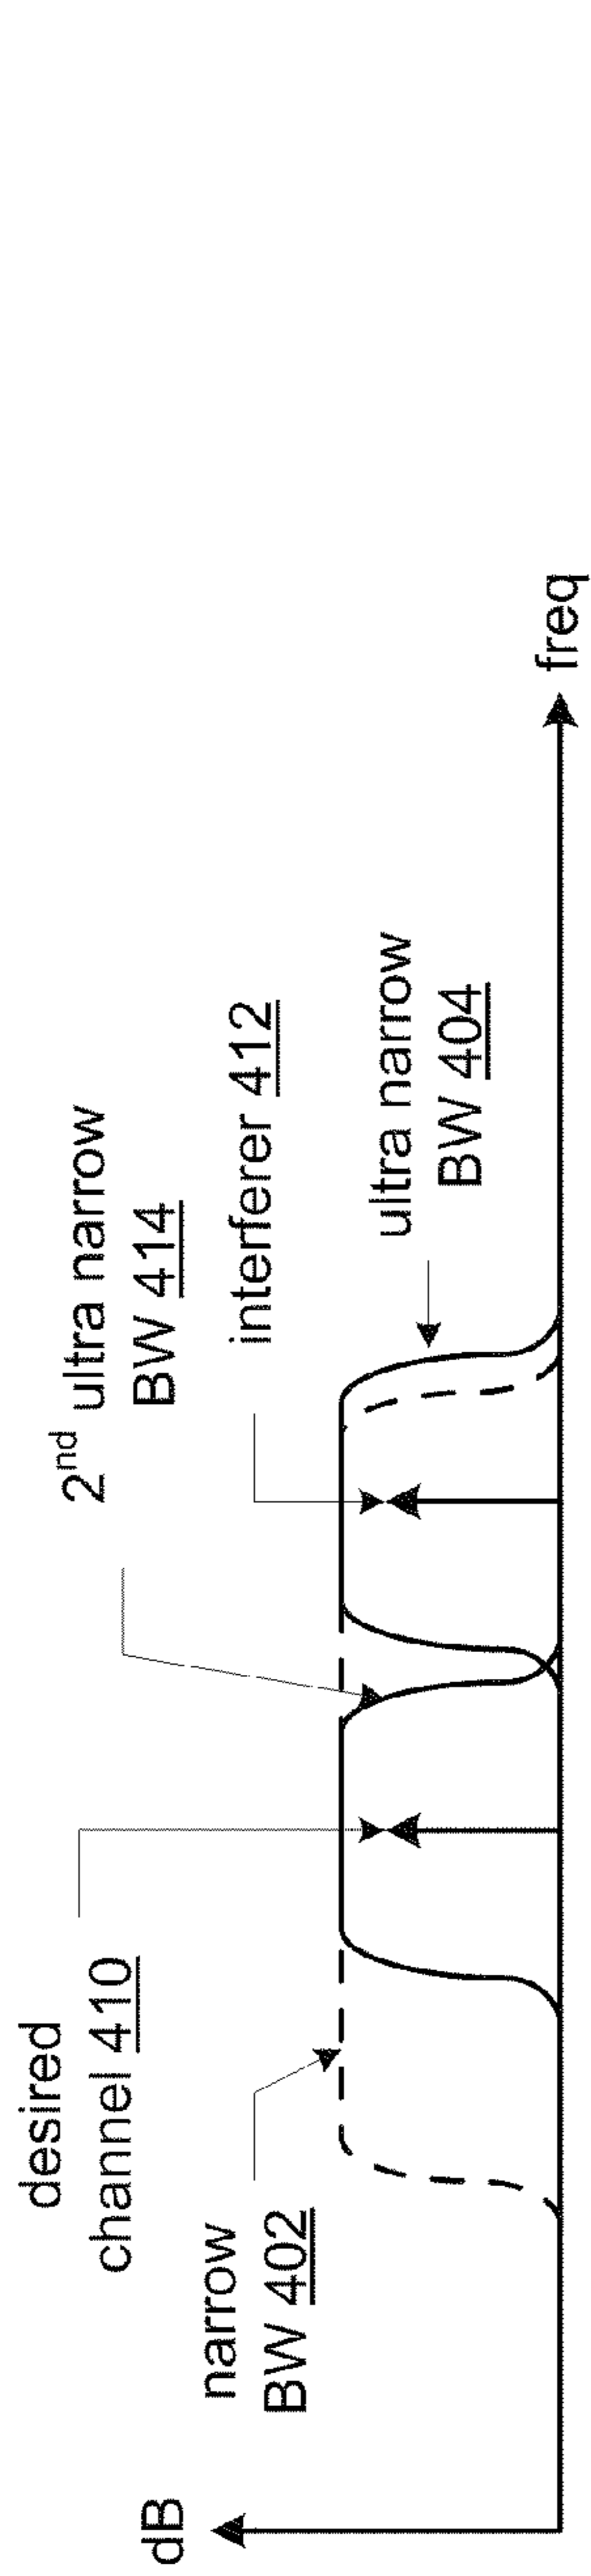 dB
desired
channel 410
narrow
BW 402
2nd ultra narrow
BW 414
interferer 412
ultra narrow
BW 404
freq